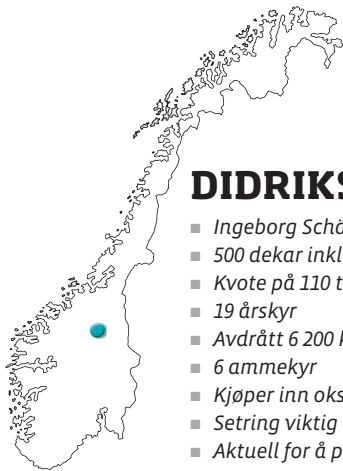 DIDRIKS
Ingeborg Schä
500 dekar inkl
Kvote på 110 t
19 årskyr
Avdrått 6 200 k
6 ammekyr
Kjøper inn oks
Setring viktig
Aktuell for å p